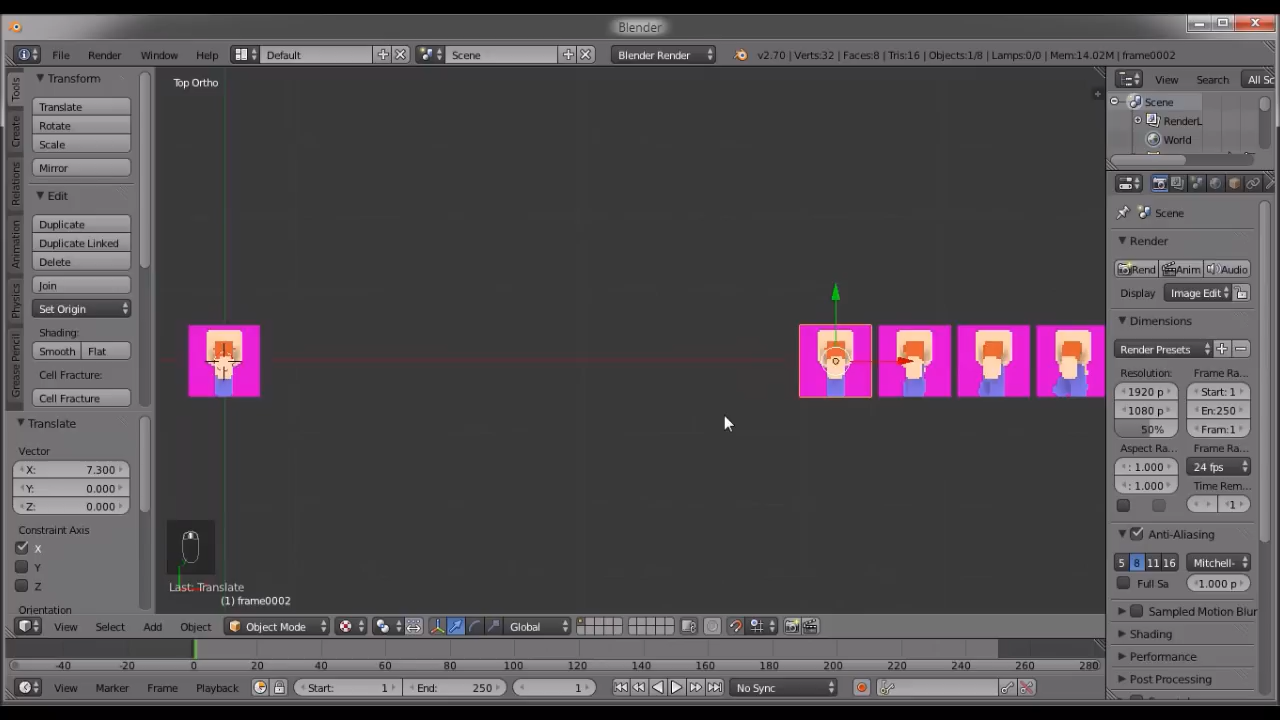 Blender
File Render Window Help Default Scene Blender Render v2.70 | Verts:32 | Faces:8 | Tris:16 | Objects:1/8 | Lamps:0/0 | Mem:14.02M | frame0002
Tools
Create
Relations
Animation
Physics
Grease Pencil
Transform
Translate
Rotate
Scale
Mirror
Edit
Duplicate
Duplicate Linked
Delete
Join
Set Origin
Shading:
Smooth Flat
Cell Fracture:
Cell Fracture
Translate
Vector
X: 7.300
Y: 0.000
Z: 0.000
Constraint Axis
X
Y
Z
Orientation
Top Ortho
Last: Translate
(1) frame0002
View Select Add Object Object Mode Global
-40 -20 0 20 40 60 80 100 120 140 160 180 200 220 240 260 280
View Marker Frame Playback Start: 1 End: 250 1 No Sync
View Search All Sc
Scene
RenderL
World
Scene
Render
Rend Anim Audio
Display Image Edit
Dimensions
Render Presets
Resolution: Frame Ra...
1920 p Start: 1
1080 p En:250
50% Fram:1
Aspect Ra... Frame Ra...
: 1.000 24 fps
: 1.000 Time Rem...
1
Anti-Aliasing
5 8 11 16 Mitchell-
Full Sa 1.000 p
Sampled Motion Blur
Shading
Performance
Post Processing